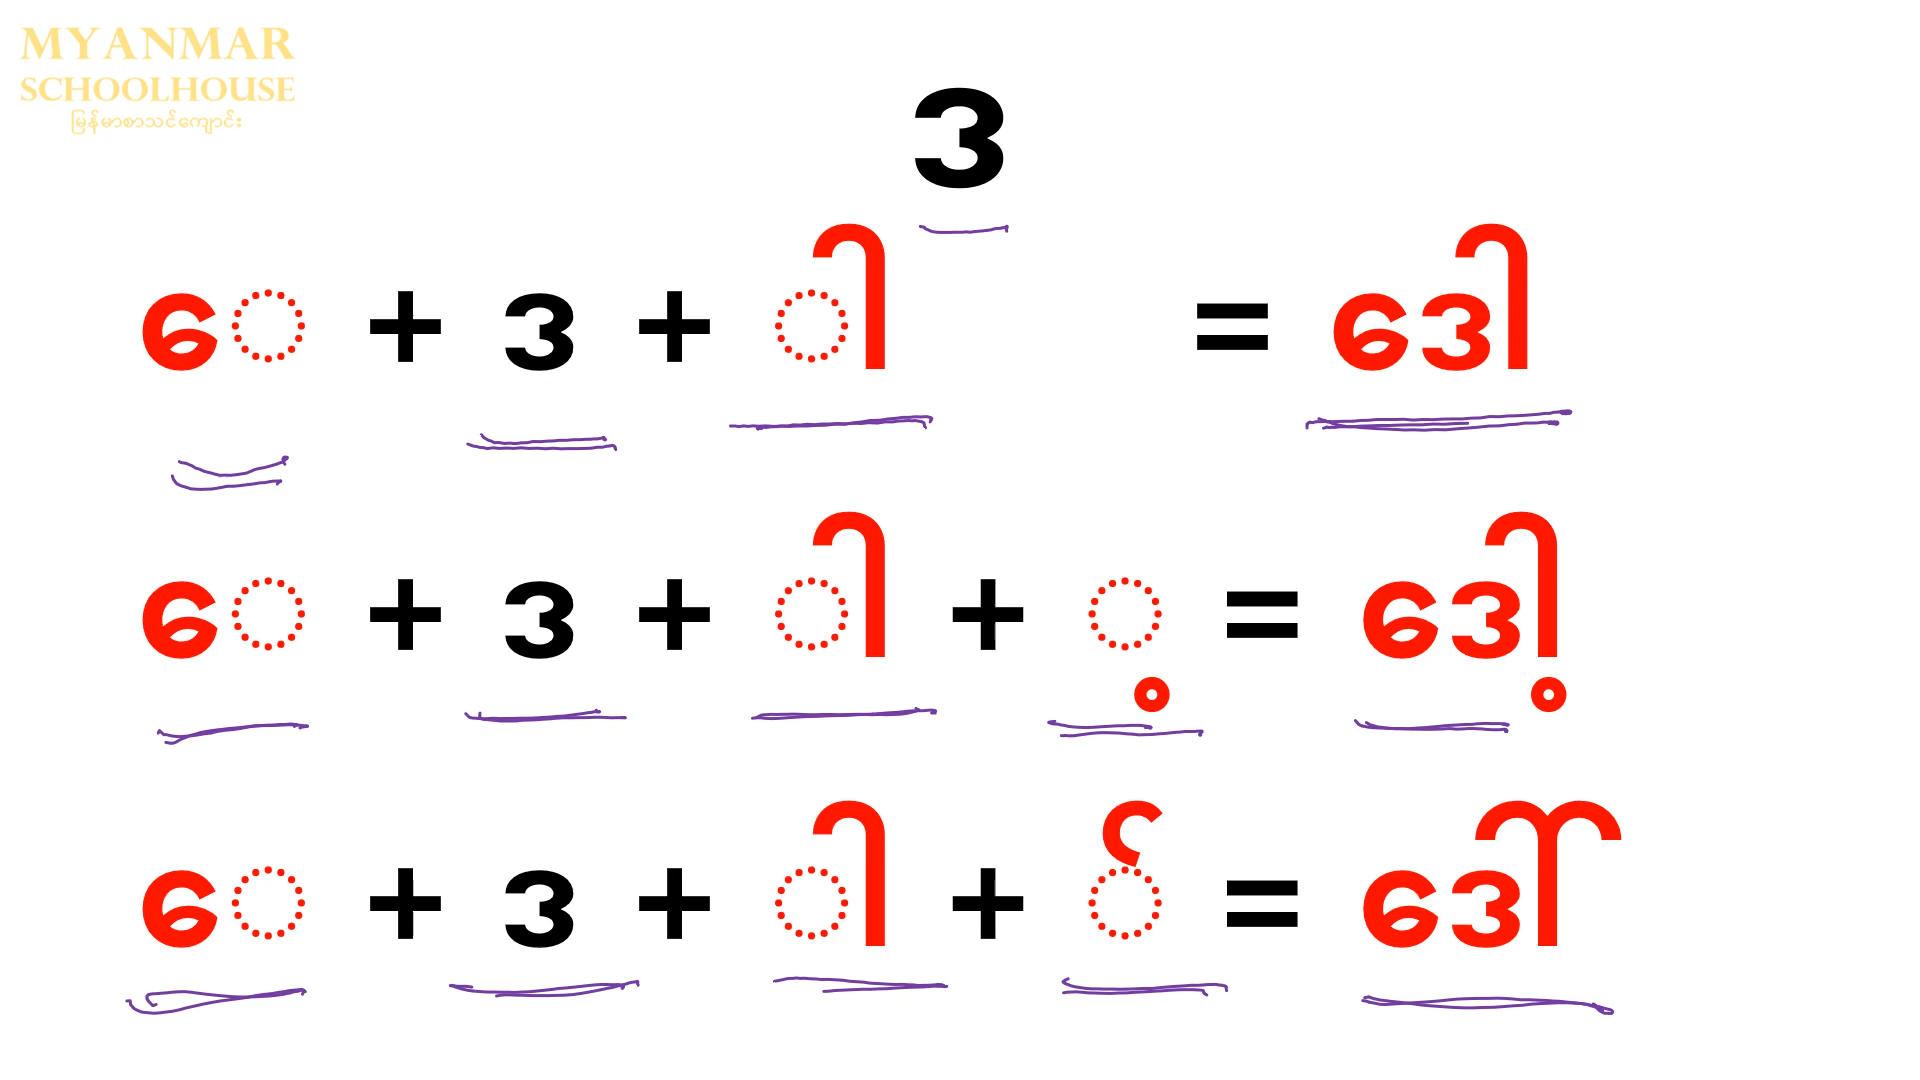 MYANMAR
SCHOOLHOUSE
မြန်မာစာသင်ကျောင်း
ဒ
ေ◌ + ဒ + ◌ါ = ဒေါ
ေ◌ + ဒ + ◌ါ + ◌့ = ဒေါ့
ေ◌ + ဒ + ◌ါ + ◌် = ဒေါ်